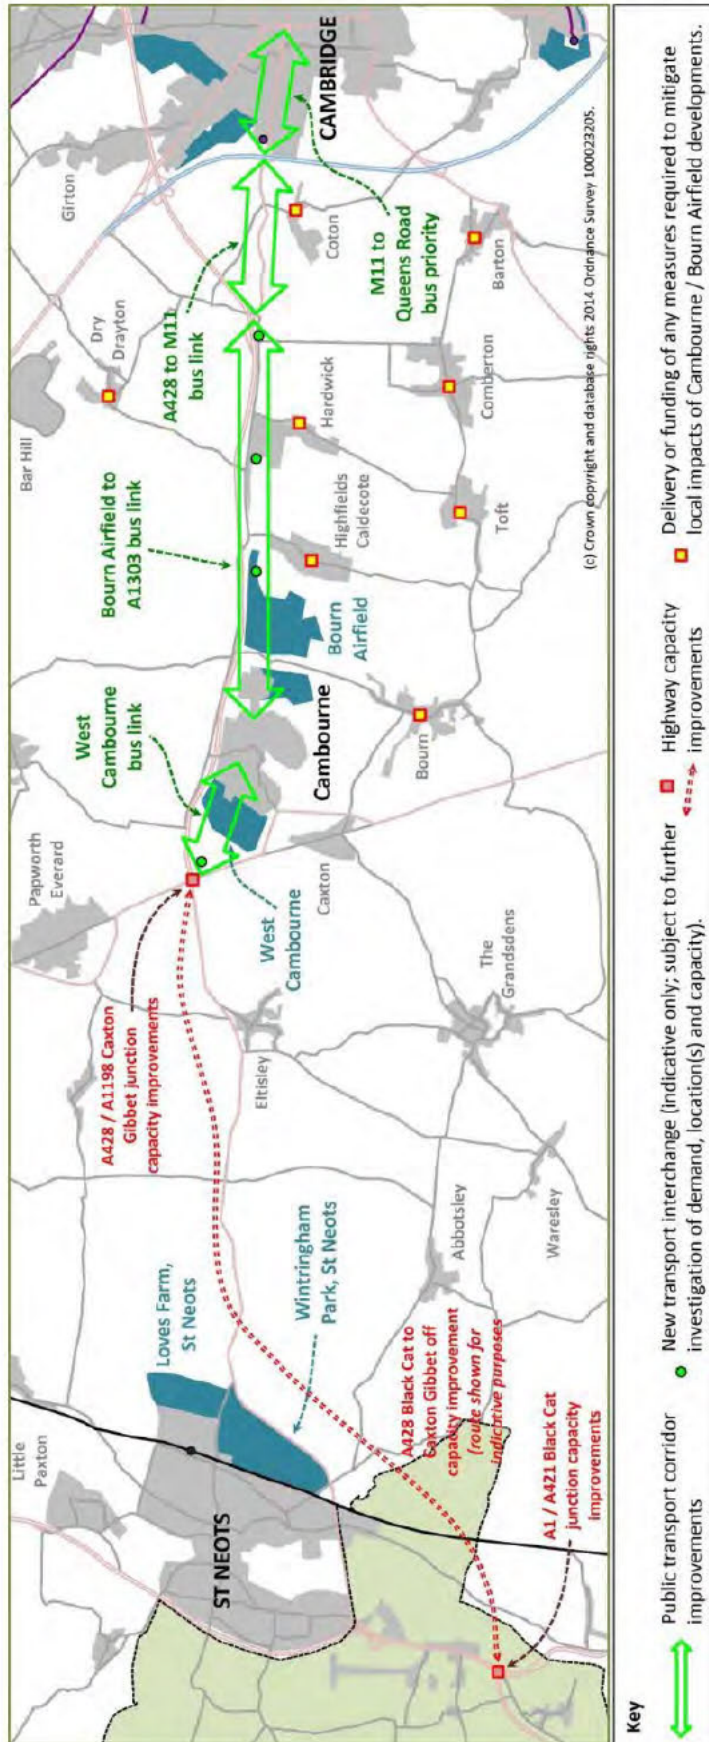 Little
Paxton
ST NEOTS
Loves Farm,
St Neots
Wintringham
Park, St Neots
A428 Black Cat to
Caxton Gibbet off
capacity improvement
(route shown for
indicative purposes
A1 / A421 Black Cat
junction capacity
improvements
Abbotsley
Waresley
Eltisley
The
Grandsdens
A428 / A1198 Caxton
Gibbet junction
capacity improvements
Papworth
Everard
West
Cambourne
bus link
West
Cambourne
Caxton
Cambourne
Bourn
Bourn Airfield to
A1303 bus link
Bourn
Airfield
Highfields
Caldecote
Toft
Hardwick
Comberton
Bar Hill
Dry
Drayton
A428 to M11
bus link
Girton
Coton
Barton
M11 to
Queens Road
bus priority
CAMBRIDGE
(c) Crown copyright and database rights 2014 Ordnance Survey 100023205.
Key
Public transport corridor
improvements
New transport interchange (indicative only; subject to further
investigation of demand, location(s) and capacity).
Highway capacity
improvements
Delivery or funding of any measures required to mitigate
local impacts of Cambourne / Bourn Airfield developments.